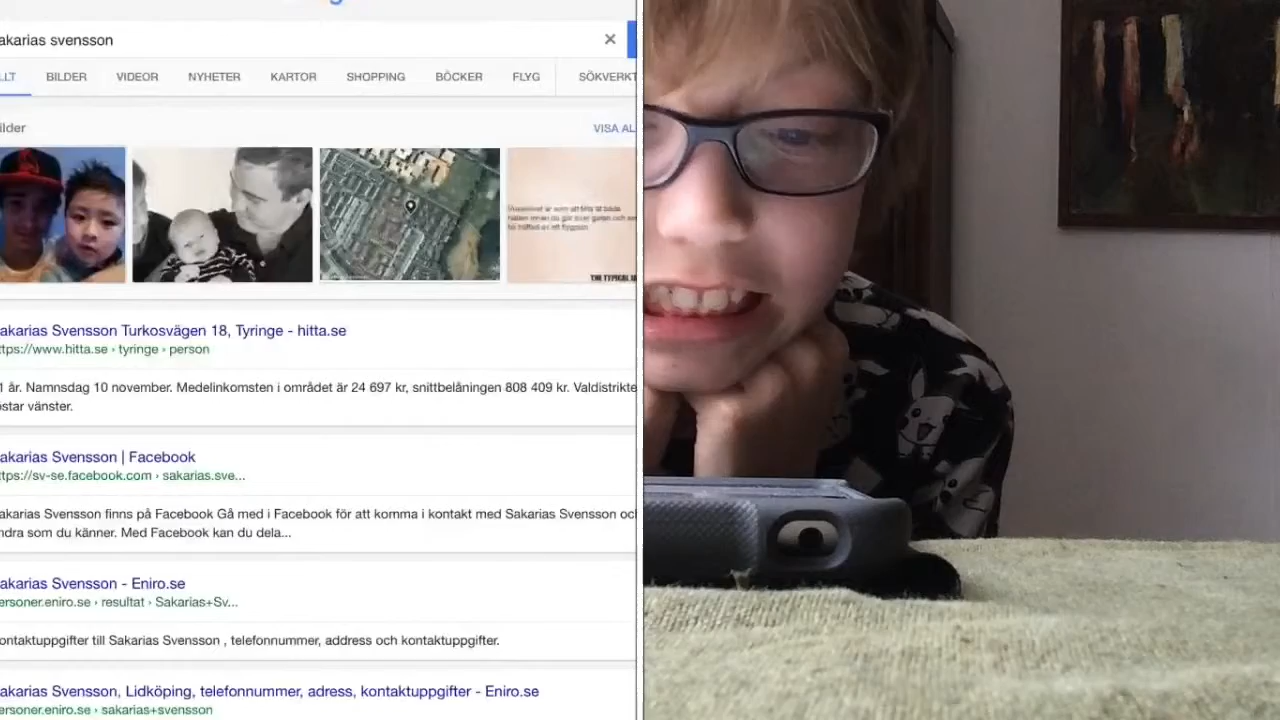 akarias svensson
LLT BILDER VIDEOR NYHETER KARTOR SHOPPING BÖCKER FLYG SÖKVERKT
ilder VISA AL
THE TYPICAL
akarias Svensson Turkosvägen 18, Tyringe - hitta.se
ttps://www.hitta.se › tyringe › person
1 år. Namnsdag 10 november. Medelinkomsten i området är 24 697 kr, snittbelåningen 808 409 kr. Valdistrikte
östar vänster.
akarias Svensson | Facebook
ttps://sv-se.facebook.com › sakarias.sve...
akarias Svensson finns på Facebook Gå med i Facebook för att komma i kontakt med Sakarias Svensson oc
ndra som du känner. Med Facebook kan du dela...
akarias Svensson - Eniro.se
ersoner.eniro.se › resultat › Sakarias+Sv...
ontaktuppgifter till Sakarias Svensson , telefonnummer, address och kontaktuppgifter.
akarias Svensson, Lidköping, telefonnummer, adress, kontaktuppgifter - Eniro.se
ersoner.eniro.se › sakarias+svensson